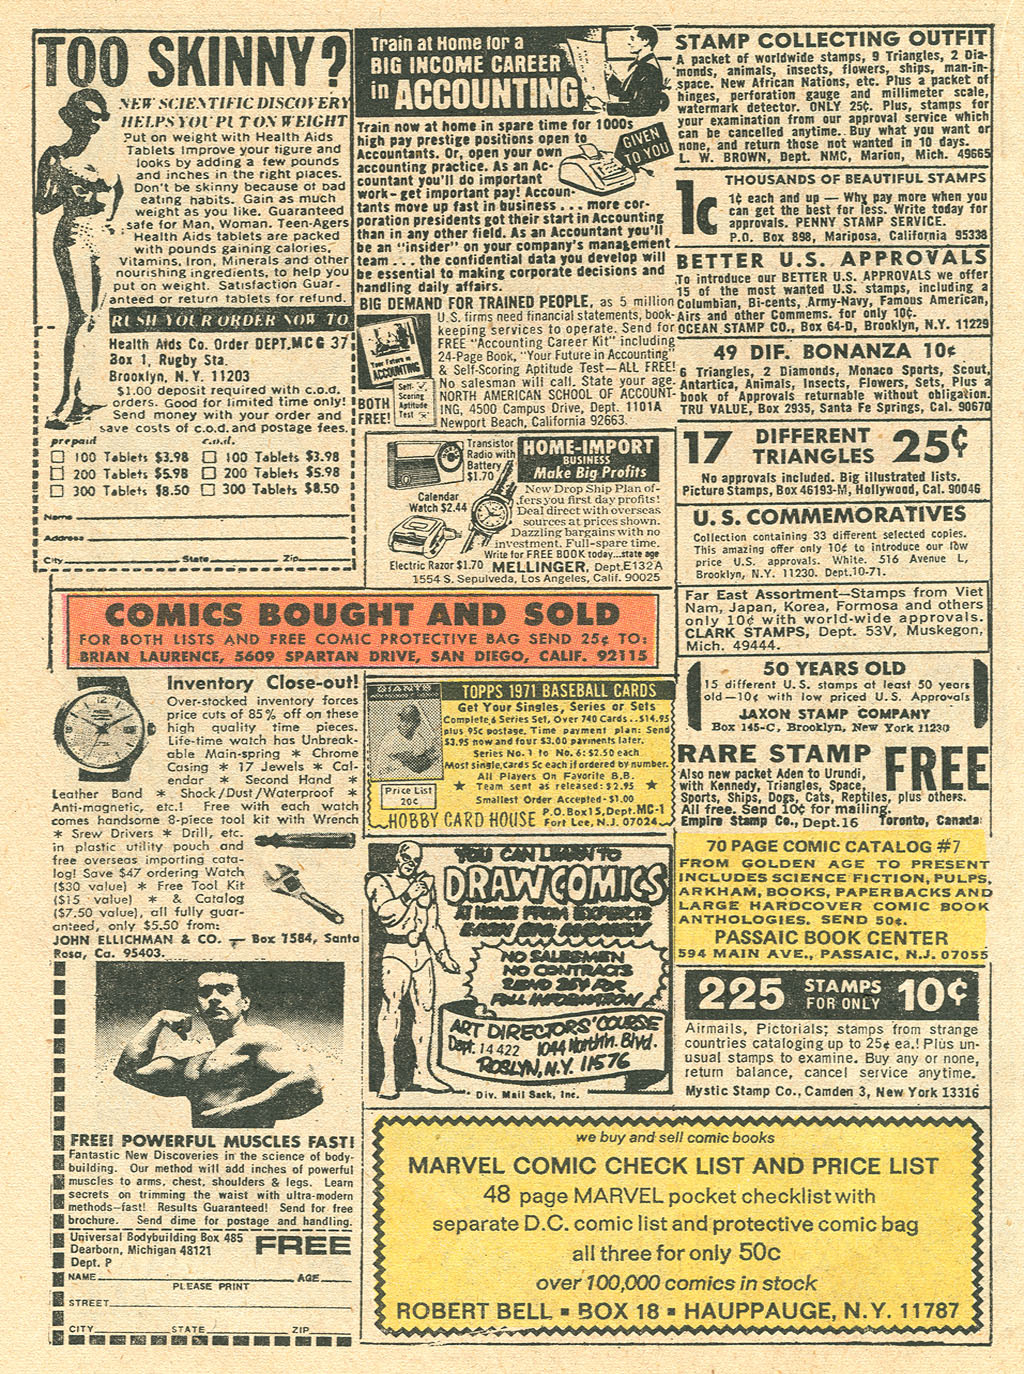 TOO SKINNY?
NEW SCIENTIFIC DISCOVERY
HELPS YOU PUT ON WEIGHT
Put on weight with Health Aids
Tablets Improve your figure and
looks by adding a few pounds
and inches in the right places.
Don't be skinny because of bad
eating habits. Gain as much
weight as you like. Guaranteed
safe for Man, Woman. Teen-Agers
Health Aids tablets are packed
with pounds gaining calories,
Vitamins, Iron, Minerals and other
nourishing ingredients, to help you
put on weight. Satisfaction Guar-
anteed or return tablets for refund.
RUSH YOUR ORDER NOW TO
Health Aids Co. Order DEPT.MCG 37
Box 1, Rugby Sta.
Brooklyn, N.Y. 11203
$1.00 deposit required with c.o.d.
orders. Good for limited time only!
Send money with your order and
save costs of c.o.d. and postage fees.
prepaid c.o.d.
100 Tablets $3.98 100 Tablets $3.98
200 Tablets $5.98 200 Tablets $5.98
300 Tablets $8.50 300 Tablets $8.50
Name
Address
City State Zip
Train at Home for a
BIG INCOME CAREER
in ACCOUNTING
Train now at home in spare time for 1000s
high pay prestige positions open to
Accountants. Or, open your own
accounting practice. As an Ac-
countant you'll do important
work - get important pay! Accoun-
tants move up fast in business . . . more cor-
poration presidents got their start in Accounting
than in any other field. As an Accountant you'll
be an "insider" on your company's management
team . . . the confidential data you develop will
be essential to making corporate decisions and
handling daily affairs.
GIVEN
TO YOU
BIG DEMAND FOR TRAINED PEOPLE, as 5 million
U.S. firms need financial statements, book-
keeping services to operate. Send for
FREE "Accounting Career Kit" including
24-Page Book, "Your Future in Accounting"
& Self-Scoring Aptitude Test—ALL FREE!
No salesman will call. State your age.
NORTH AMERICAN SCHOOL OF ACCOUNT-
ING, 4500 Campus Drive, Dept. 1101A
Newport Beach, California 92663.
Your Future in
ACCOUNTING
BOTH
FREE!
Self-
Scoring
Aptitude
Test
Transistor
Radio with
Battery
$1.70
Calendar
Watch $2.44
Electric Razor $1.70
HOME-IMPORT
BUSINESS
Make Big Profits
New Drop Ship Plan of-
fers you first day profits!
Deal direct with overseas
sources at prices shown.
Dazzling bargains with no
investment. Full-spare time.
Write for FREE BOOK today...state age
MELLINGER, Dept.E132A
1554 S. Sepulveda, Los Angeles, Calif. 90025
STAMP COLLECTING OUTFIT
A packet of worldwide stamps, 9 Triangles, 2 Dia-
monds, animals, insects, flowers, ships, man-in-
space. New African Nations, etc. Plus a packet of
hinges, perforation gauge and millimeter scale,
watermark detector. ONLY 25¢. Plus, stamps for
your examination from our approval service which
can be cancelled anytime. Buy what you want or
none, and return those not wanted in 10 days.
L. W. BROWN, Dept. NMC, Marion, Mich. 49665
THOUSANDS OF BEAUTIFUL STAMPS
1c
1¢ each and up — Why pay more when you
can get the best for less. Write today for
approvals. PENNY STAMP SERVICE.
P.O. Box 898, Mariposa, California 95338
BETTER U.S. APPROVALS
To introduce our BETTER U.S. APPROVALS we offer
15 of the most wanted U.S. stamps, including a
Columbian, Bi-cents, Army-Navy, Famous American,
Airs and other Commems. for only 10¢.
OCEAN STAMP CO., Box 64-D, Brooklyn, N.Y. 11229
49 DIF. BONANZA 10¢
6 Triangles, 2 Diamonds, Monaco Sports, Scout,
Antartica, Animals, Insects, Flowers, Sets, Plus a
book of Approvals returnable without obligation.
TRU VALUE, Box 2935, Santa Fe Springs, Cal. 90670
17 DIFFERENT TRIANGLES 25¢
No approvals included. Big illustrated lists.
Picture Stamps, Box 46193-M, Hollywood, Cal. 90046
U.S. COMMEMORATIVES
Collection containing 33 different selected copies.
This amazing offer only 10¢ to introduce our low
price U.S. approvals. White. 516 Avenue L,
Brooklyn, N.Y. 11230. Dept.10-71.
Far East Assortment—Stamps from Viet
Nam, Japan, Korea, Formosa and others
only 10¢ with world-wide approvals.
CLARK STAMPS, Dept. 53V, Muskegon,
Mich. 49444.
50 YEARS OLD
15 different U.S. stamps at least 50 years
old—10¢ with low priced U.S. Approvals
JAXON STAMP COMPANY
Box 145-C, Brooklyn, New York 11230
RARE STAMP FREE
Also new packet Aden to Urundi,
with Kennedy, Triangles, Space,
Sports, Ships, Dogs, Cats, Reptiles, plus others.
All free. Send 10¢ for mailing.
Empire Stamp Co., Dept.16 Toronto, Canada
COMICS BOUGHT AND SOLD
FOR BOTH LISTS AND FREE COMIC PROTECTIVE BAG SEND 25¢ TO:
BRIAN LAURENCE, 5609 SPARTAN DRIVE, SAN DIEGO, CALIF. 92115
Inventory Close-out!
Over-stocked inventory forces
price cuts of 85% off on these
high quality time pieces.
Life-time watch has Unbreak-
able Main-spring * Chrome
Casing * 17 Jewels * Cal-
endar * Second Hand *
Leather Band * Shock/Dust/Waterproof *
Anti-magnetic, etc.! Free with each watch
comes handsome 8-piece tool kit with Wrench
* Srew Drivers * Drill, etc.
in plastic utility pouch and
free overseas importing cata-
log! Save $47 ordering Watch
($30 value) * Free Tool Kit
($15 value) * & Catalog
($7.50 value), all fully guar-
anteed, only $5.50 from:
JOHN ELLICHMAN & CO. — Box 7584, Santa
Rosa, Ca. 95403.
GIANTS
Price List
20¢
TOPPS 1971 BASEBALL CARDS
Get Your Singles, Series or Sets
Complete 6 Series Set, Over 740 Cards ..$14.95
plus 95¢ postage. Time payment plan: Send
$3.95 now and four $3.00 payments later.
Series No. 1 to No. 6: $2.50 each
Most single cards 5c each if ordered by number.
All Players On Favorite B.B.
★ Team sent as released: $2.95 ★
Smallest Order Accepted-$1.00
HOBBY CARD HOUSE P.O. Box 15, Dept. MC-1
Fort Lee, N.J. 07024
YOU CAN LEARN TO
DRAW COMICS
AT HOME FROM EXPERTS
EARN BIG MONEY
NO SALESMEN
NO CONTRACTS
SEND 25¢ FOR
FULL INFORMATION
ART DIRECTORS' COURSE
Dept. 14 422 1044 Northrn. Blvd.
ROSLYN, N.Y. 11576
Div. Mail Sack, Inc.
70 PAGE COMIC CATALOG #7
FROM GOLDEN AGE TO PRESENT
INCLUDES SCIENCE FICTION, PULPS,
ARKHAM, BOOKS, PAPERBACKS AND
LARGE HARDCOVER COMIC BOOK
ANTHOLOGIES. SEND 50¢.
PASSAIC BOOK CENTER
594 MAIN AVE., PASSAIC, N.J. 07055
225 STAMPS FOR ONLY 10¢
Airmails, Pictorials; stamps from strange
countries cataloging up to 25¢ ea.! Plus un-
usual stamps to examine. Buy any or none,
return balance, cancel service anytime.
Mystic Stamp Co., Camden 3, New York 13316
FREE! POWERFUL MUSCLES FAST!
Fantastic New Discoveries in the science of body-
building. Our method will add inches of powerful
muscles to arms, chest, shoulders & legs. Learn
secrets on trimming the waist with ultra-modern
methods—fast! Results Guaranteed! Send for free
brochure. Send dime for postage and handling.
Universal Bodybuilding Box 485
Dearborn, Michigan 48121
Dept. P
FREE
NAME AGE
PLEASE PRINT
STREET
CITY STATE ZIP
we buy and sell comic books
MARVEL COMIC CHECK LIST AND PRICE LIST
48 page MARVEL pocket checklist with
separate D.C. comic list and protective comic bag
all three for only 50c
over 100,000 comics in stock
ROBERT BELL ▪ BOX 18 ▪ HAUPPAUGE, N.Y. 11787